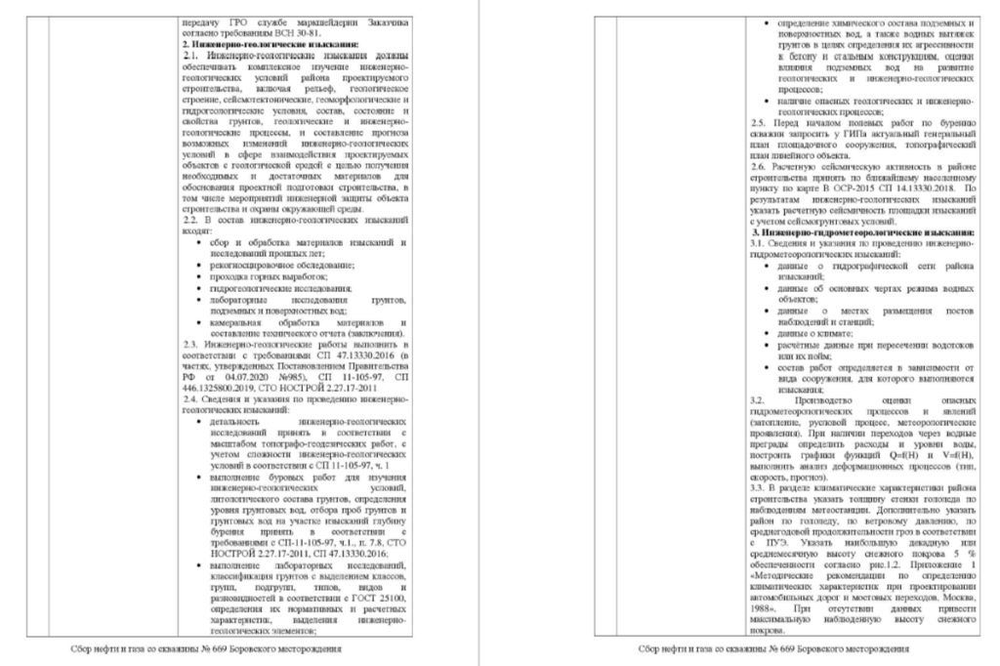 передачу ГРО службе маркшейдерии Заказчика
согласно требованиям ВСН 30-81.
2. Инженерно-геологические изыскания:
2.1. Инженерно-геологические изыскания должны
обеспечивать комплексное изучение инженерно-
геологических условий района проектируемого
строительства, включая рельеф, геологическое
строение, сейсмотектонические, геоморфологические и
гидрогеологические условия, состав, состояние и
свойства грунтов, геологические и инженерно-
геологические процессы, и составление прогноза
возможных изменений инженерно-геологических
условий в сфере взаимодействия проектируемых
объектов с геологической средой с целью получения
необходимых и достаточных материалов для
обоснования проектной подготовки строительства, в
том числе мероприятий инженерной защиты объекта
строительства и охраны окружающей среды.
2.2. В состав инженерно-геологических изысканий
входят:
• сбор и обработка материалов изысканий и
исследований прошлых лет;
• рекогносцировочное обследование;
• проходка горных выработок;
• гидрогеологические исследования;
• лабораторные исследования грунтов,
подземных и поверхностных вод;
• камеральная обработка материалов и
составление технического отчета (заключения).
2.3. Инженерно-геологические работы выполнить в
соответствии с требованиями СП 47.13330.2016 (в
частях, утвержденных Постановлением Правительства
РФ от 04.07.2020 №985), СП 11-105-97, СП
446.1325800.2019, СТО НОСТРОЙ 2.27.17-2011
2.4. Сведения и указания по проведению инженерно-
геологических изысканий:
• детальность инженерно-геологических
исследований принять в соответствии с
масштабом топографо-геодезических работ, с
учетом сложности инженерно-геологических
условий в соответствии с СП 11-105-97, ч. 1
• выполнение буровых работ для изучения
инженерно-геологических условий,
литологического состава грунтов, определения
уровня грунтовых вод, отбора проб грунтов и
грунтовых вод на участке изысканий глубину
бурения принять в соответствии с
требованиями с СП-11-105-97, ч.1., п. 7.8, СТО
НОСТРОЙ 2.27.17-2011, СП 47.13330.2016;
• выполнение лабораторных исследований,
классификация грунтов с выделением классов,
групп, подгрупп, типов, видов и
разновидностей в соответствии с ГОСТ 25100,
определения их нормативных и расчетных
характеристик, выделения инженерно-
геологических элементов;
Сбор нефти и газа со скважины № 669 Боровского месторождения
• определение химического состава подземных и
поверхностных вод, а также водных вытяжек
грунтов в целях определения их агрессивности
к бетону и стальным конструкциям, оценки
влияния подземных вод на развитие
геологических и инженерно-геологических
процессов;
• наличие опасных геологических и инженерно-
геологических процессов;
2.5. Перед началом полевых работ по бурению
скважин запросить у ГИПа актуальный генеральный
план площадочного сооружения, топографический
план линейного объекта.
2.6. Расчетную сейсмическую активность в районе
строительства принять по ближайшему населенному
пункту по карте В ОСР-2015 СП 14.13330.2018. По
результатам инженерно-геологических изысканий
указать расчетную сейсмичность площадки изысканий
с учетом сейсмогрунтовых условий.
3. Инженерно-гидрометеорологические изыскания:
3.1. Сведения и указания по проведению инженерно-
гидрометеорологических изысканий:
• данные о гидрографической сети района
изысканий;
• данные об основных чертах режима водных
объектов;
• данные о местах размещения постов
наблюдений и станций;
• данные о климате;
• расчётные данные при пересечении водотоков
или их пойм;
• состав работ определяется в зависимости от
вида сооружения, для которого выполняются
изыскания;
3.2. Производство оценки опасных
гидрометеорологических процессов и явлений
(затопление, русловой процесс, метеорологические
проявления). При наличии переходов через водные
преграды определить расходы и уровни воды,
построить графики функций Q=f(H) и V=f(H),
выполнить анализ деформационных процессов (тип,
скорость, прогноз).
3.3. В разделе климатические характеристики района
строительства указать толщину стенки гололеда по
наблюдениям метеостанции. Дополнительно указать
район по гололеду, по ветровому давлению, по
среднегодовой продолжительности гроз в соответствии
с ПУЭ. Указать наибольшую декадную или
среднемесячную высоту снежного покрова 5 %
обеспеченности согласно рис.1.2. Приложение 1
«Методические рекомендации по определению
климатических характеристик при проектировании
автомобильных дорог и мостовых переходов, Москва,
1988». При отсутствии данных привести
максимальную наблюденную высоту снежного
покрова.
Сбор нефти и газа со скважины № 669 Боровского месторождения